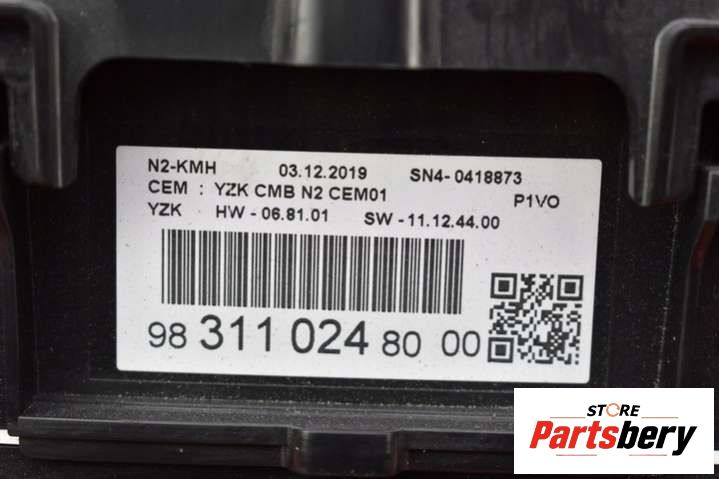 N2-KMH 03.12.2019 SN4- 0418873
CEM : YZK CMB N2 CEM01 P1VO
YZK HW - 06.81.01 SW -11.12.44.00
98 311 024 80 00
STORE
Partsbery